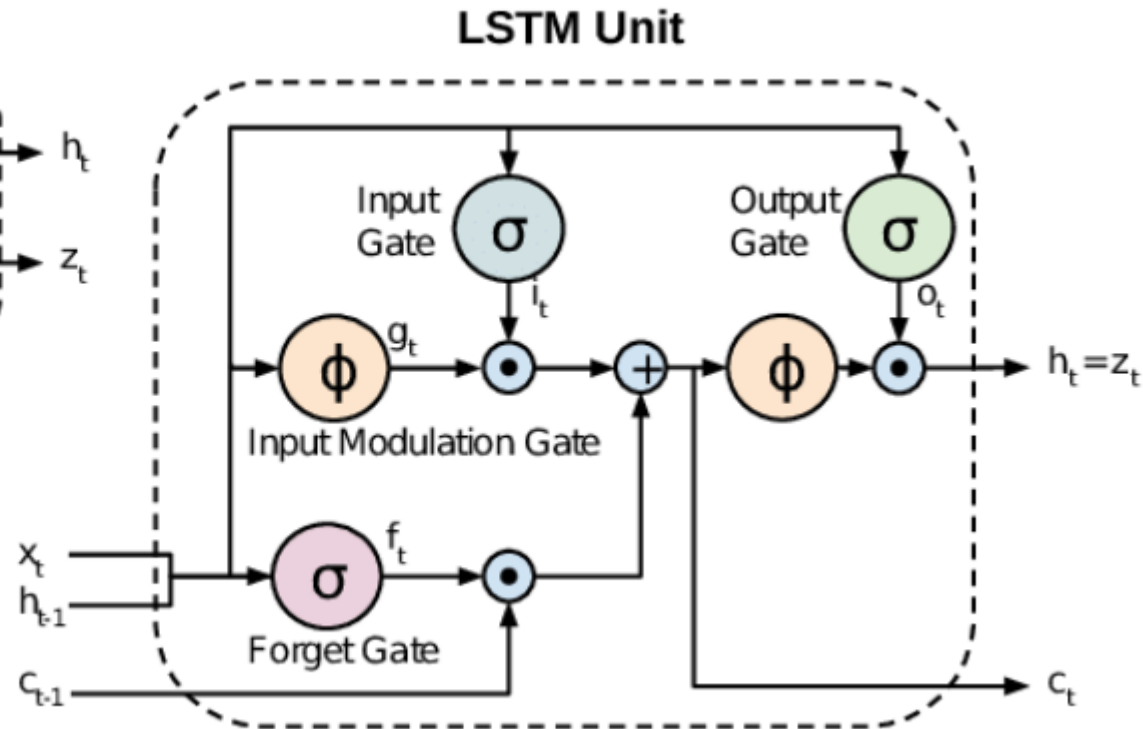 LSTM Unit
h_t
z_t
Input
Gate
σ
i_t
Output
Gate
σ
o_t
ϕ
g_t
Input Modulation Gate
+
ϕ
h_t=z_t
x_t
h_t-1
σ
f_t
Forget Gate
c_t-1
c_t